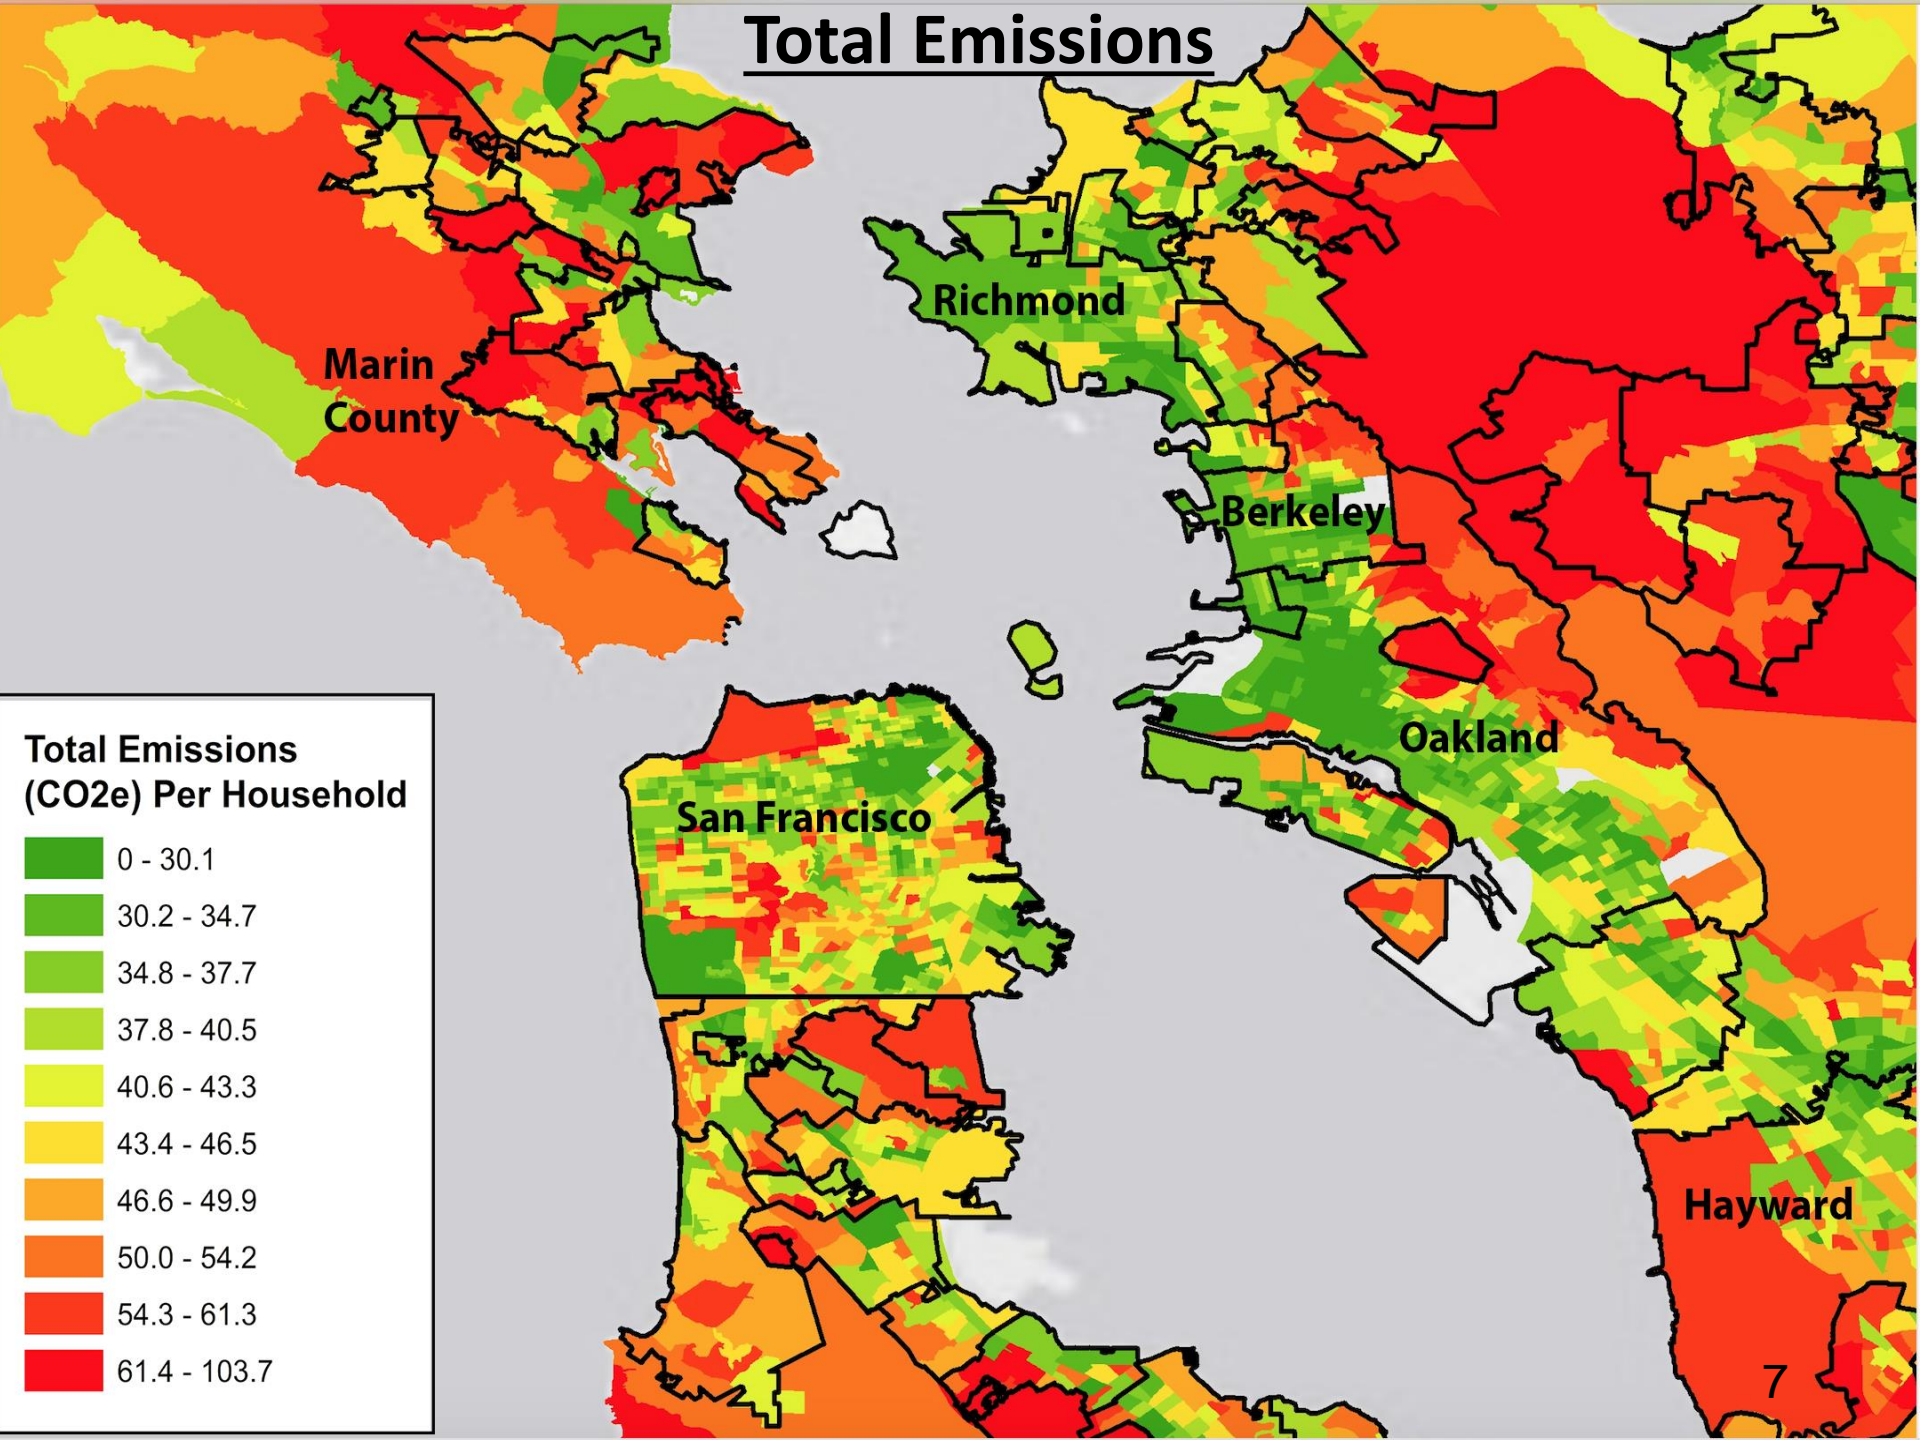 Total Emissions
Richmond
Marin
County
Berkeley
Oakland
San Francisco
Hayward
Total Emissions
(CO2e) Per Household
0 - 30.1
30.2 - 34.7
34.8 - 37.7
37.8 - 40.5
40.6 - 43.3
43.4 - 46.5
46.6 - 49.9
50.0 - 54.2
54.3 - 61.3
61.4 - 103.7
7